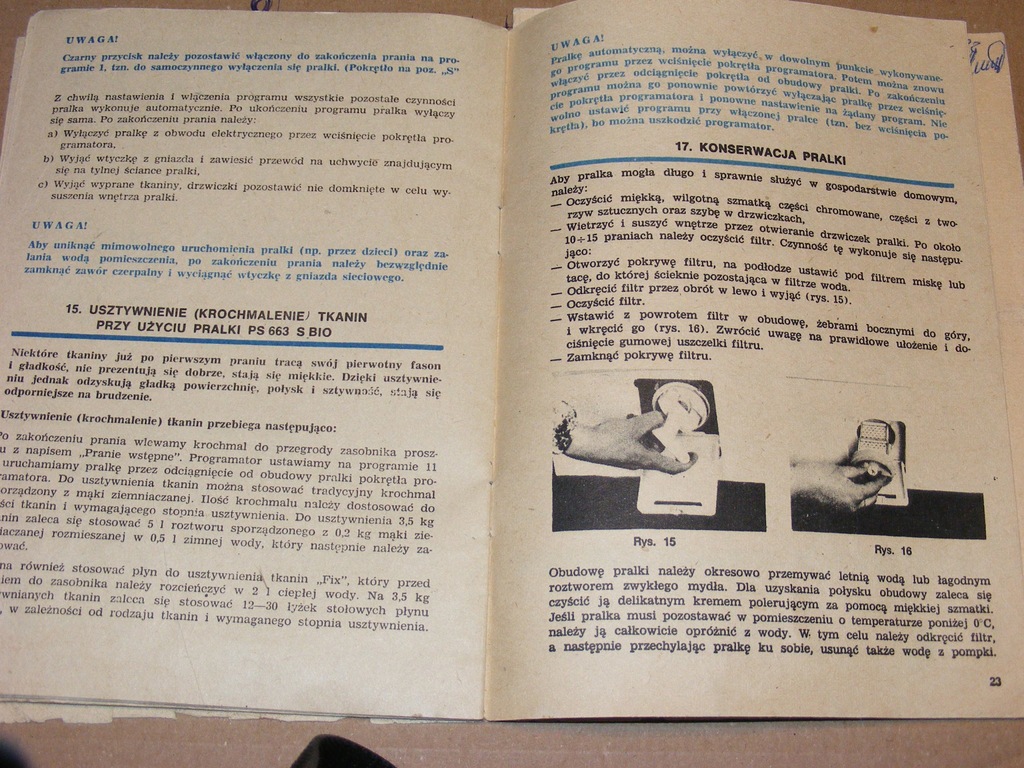 UWAGA!
Czarny przycisk należy pozostawić włączony do zakończenia prania na pro-
gramie 1, tzn. do samoczynnego wyłączenia się pralki. (Pokrętło na poz. „S”
Z chwilą nastawienia i włączenia programu wszystkie pozostałe czynności
pralka wykonuje automatycznie. Po ukończeniu programu pralka wyłączy
się sama. Po zakończeniu prania należy:
a) Wyłączyć pralkę z obwodu elektrycznego przez wciśnięcie pokrętła pro-
gramatora,
b) Wyjąć wtyczkę z gniazda i zawiesić przewód na uchwycie znajdującym
się na tylnej ściance pralki,
c) Wyjąć wyprane tkaniny, drzwiczki pozostawić nie domknięte w celu wy-
suszenia wnętrza pralki.
UWAGA!
Aby uniknąć mimowolnego uruchomienia pralki (np. przez dzieci) oraz za-
lania wodą pomieszczenia, po zakończeniu prania należy bezwzględnie
zamknąć zawór czerpalny i wyciągnąć wtyczkę z gniazda sieciowego.
15. USZTYWNIENIE (KROCHMALENIE) TKANIN
PRZY UŻYCIU PRALKI PS 663 S BIO
Niektóre tkaniny już po pierwszym praniu tracą swój pierwotny fason
i gładkość, nie prezentują się dobrze, stają się miękkie. Dzięki usztywnie-
niu jednak odzyskują gładką powierzchnię, połysk i sztywność, stają się
odporniejsze na brudzenie.
Usztywnienie (krochmalenie) tkanin przebiega następująco:
Po zakończeniu prania wlewamy krochmal do przegrody zasobnika prosz-
u z napisem „Pranie wstępne”. Programator ustawiamy na programie 11
uruchamiamy pralkę przez odciągnięcie od obudowy pralki pokrętła pro-
ramatora. Do usztywnienia tkanin można stosować tradycyjny krochmal
orządzony z mąki ziemniaczanej. Ilość krochmalu należy dostosować do
ści tkanin i wymagającego stopnia usztywnienia. Do usztywnienia 3,5 kg
nin zaleca się stosować 5 l roztworu sporządzonego z 0,2 kg mąki zie-
iaczanej rozmieszanej w 0,5 l zimnej wody, który następnie należy za-
ować.
na również stosować płyn do usztywnienia tkanin „Fix”, który przed
iem do zasobnika należy rozcieńczyć w 2 l ciepłej wody. Na 3,5 kg
wnianych tkanin zaleca się stosować 12—30 łyżek stołowych płynu
, w zależności od rodzaju tkanin i wymaganego stopnia usztywnienia.
UWAGA!
Pralkę automatyczną, można wyłączyć w dowolnym punkcie wykonywane-
go programu przez wciśnięcie pokrętła programatora. Potem można znowu
włączyć przez odciągnięcie pokrętła od obudowy pralki. Po zakończeniu
programu można go ponownie powtórzyć wyłączając pralkę przez wciśnię-
cie pokrętła programatora i ponowne nastawienie na żądany program. Nie
wolno ustawić programu przy włączonej pralce (tzn. bez wciśnięcia po-
krętła), bo można uszkodzić programator.
17. KONSERWACJA PRALKI
Aby pralka mogła długo i sprawnie służyć w gospodarstwie domowym,
należy:
— Oczyścić miękką, wilgotną szmatką części chromowane, części z two-
rzyw sztucznych oraz szybę w drzwiczkach,
— Wietrzyć i suszyć wnętrze przez otwieranie drzwiczek pralki. Po około
10÷15 praniach należy oczyścić filtr. Czynność tę wykonuje się następu-
jąco:
— Otworzyć pokrywę filtru, na podłodze ustawić pod filtrem miskę lub
tacę, do której ścieknie pozostająca w filtrze woda.
— Odkręcić filtr przez obrót w lewo i wyjąć (rys. 15).
— Oczyścić filtr.
— Wstawić z powrotem filtr w obudowę, żebrami bocznymi do góry,
i wkręcić go (rys. 16). Zwrócić uwagę na prawidłowe ułożenie i do-
ciśnięcie gumowej uszczelki filtru.
— Zamknąć pokrywę filtru.
Rys. 15
Rys. 16
Obudowę pralki należy okresowo przemywać letnią wodą lub łagodnym
roztworem zwykłego mydła. Dla uzyskania połysku obudowy zaleca się
czyścić ją delikatnym kremem polerującym za pomocą miękkiej szmatki.
Jeśli pralka musi pozostawać w pomieszczeniu o temperaturze poniżej 0°C,
należy ją całkowicie opróżnić z wody. W tym celu należy odkręcić filtr,
a następnie przechylając pralkę ku sobie, usunąć także wodę z pompki.
23